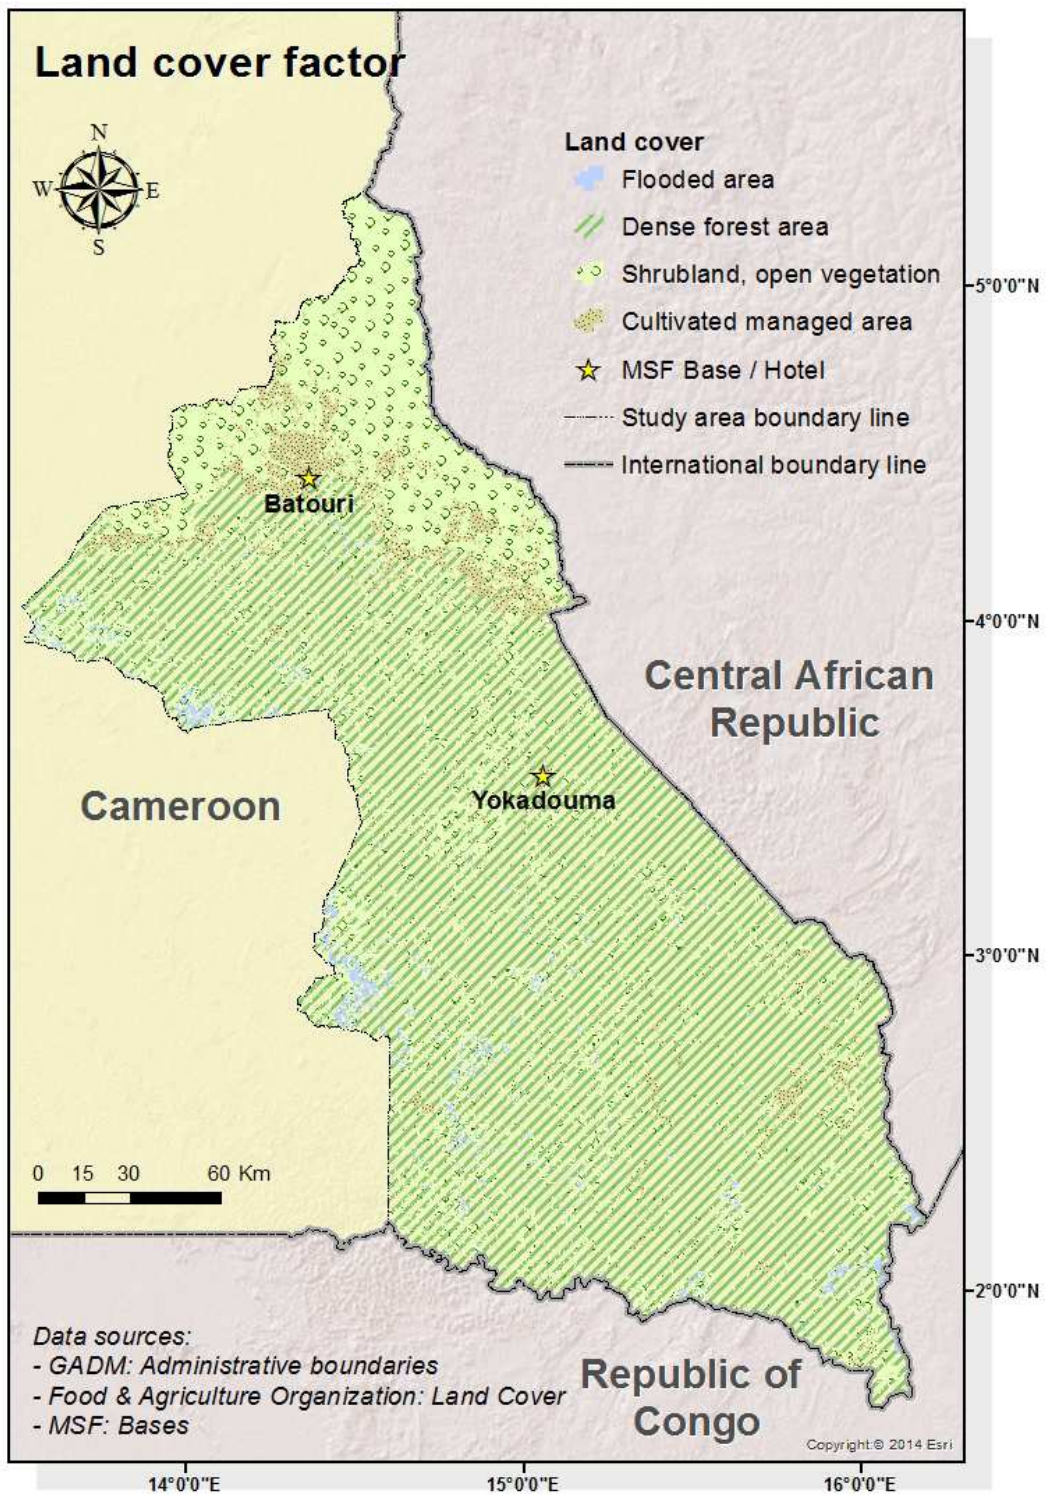 Land cover factor
N
W
E
S
Land cover
Flooded area
Dense forest area
Shrubland, open vegetation
Cultivated managed area
MSF Base / Hotel
Study area boundary line
International boundary line
5°0'0"N
Batouri
4°0'0"N
Central African
Republic
Yokadouma
Cameroon
3°0'0"N
0 15 30 60 Km
2°0'0"N
Data sources:
- GADM: Administrative boundaries
- Food & Agriculture Organization: Land Cover
- MSF: Bases
Republic of
Congo
Copyright:© 2014 Esri
14°0'0"E 15°0'0"E 16°0'0"E